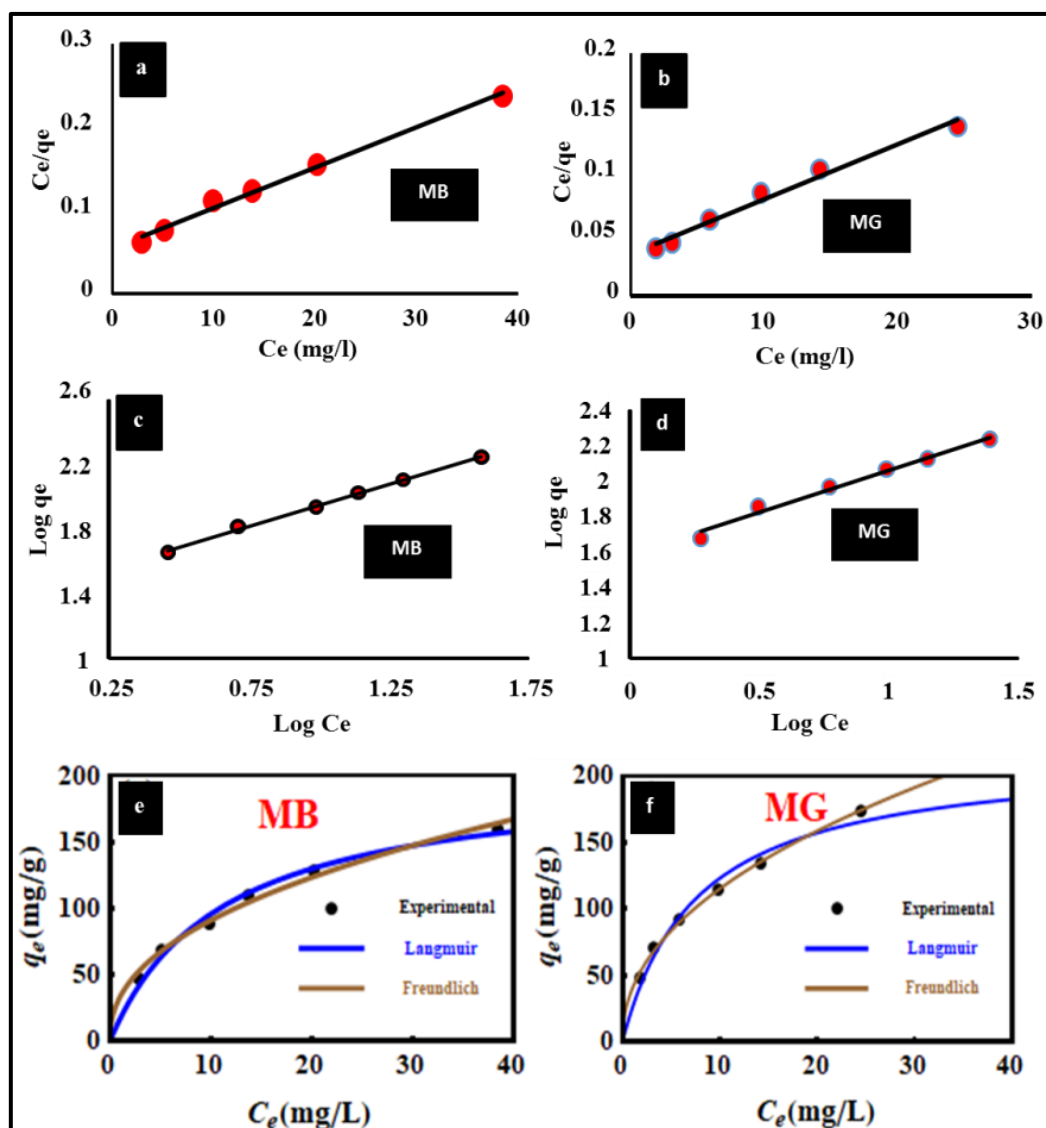 a
Ce/qe
0.3
0.2
0.1
0
0 10 20 30 40
Ce (mg/l)
MB
b
Ce/qe
0.2
0.15
0.1
0.05
0
0 10 20 30
Ce (mg/l)
MG
c
Log qe
2.6
2.2
1.8
1.4
1
0.25 0.75 1.25 1.75
Log Ce
MB
d
Log qe
2.4
2.2
2
1.8
1.6
1.4
1.2
1
0 0.5 1 1.5
Log Ce
MG
e
MB
qe (mg/g)
200
150
100
50
0
0 10 20 30 40
Ce (mg/L)
Experimental
Langmuir
Freundlich
f
MG
qe (mg/g)
200
150
100
50
0
0 10 20 30 40
Ce (mg/L)
Experimental
Langmuir
Freundlich